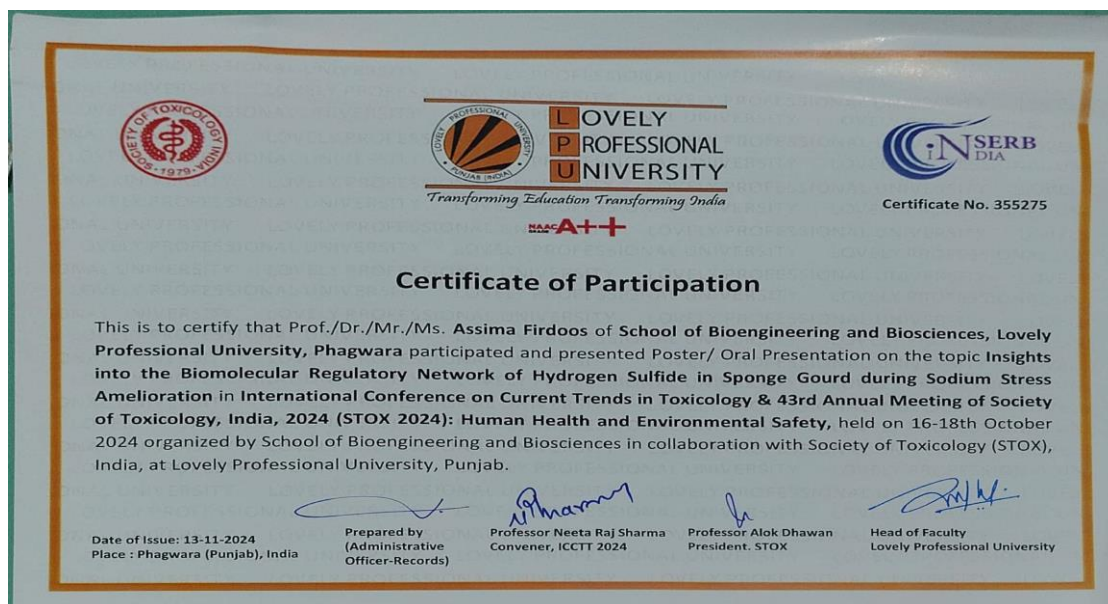 SOCIETY OF TOXICOLOGY INDIA
-1979-
LOVELY PROFESSIONAL UNIVERSITY
PUNJAB (INDIA)
LOVELY
PROFESSIONAL
UNIVERSITY
Transforming Education Transforming India
NAAC
A++
iNSERB
DIA
Certificate No. 355275
Certificate of Participation
This is to certify that Prof./Dr./Mr./Ms. Assima Firdoos of School of Bioengineering and Biosciences, Lovely
Professional University, Phagwara participated and presented Poster/ Oral Presentation on the topic Insights
into the Biomolecular Regulatory Network of Hydrogen Sulfide in Sponge Gourd during Sodium Stress
Amelioration in International Conference on Current Trends in Toxicology & 43rd Annual Meeting of Society
of Toxicology, India, 2024 (STOX 2024): Human Health and Environmental Safety, held on 16-18th October
2024 organized by School of Bioengineering and Biosciences in collaboration with Society of Toxicology (STOX),
India, at Lovely Professional University, Punjab.
Date of Issue: 13-11-2024
Place : Phagwara (Punjab), India
Prepared by
(Administrative
Officer-Records)
Professor Neeta Raj Sharma
Convener, ICCTT 2024
Professor Alok Dhawan
President. STOX
Head of Faculty
Lovely Professional University